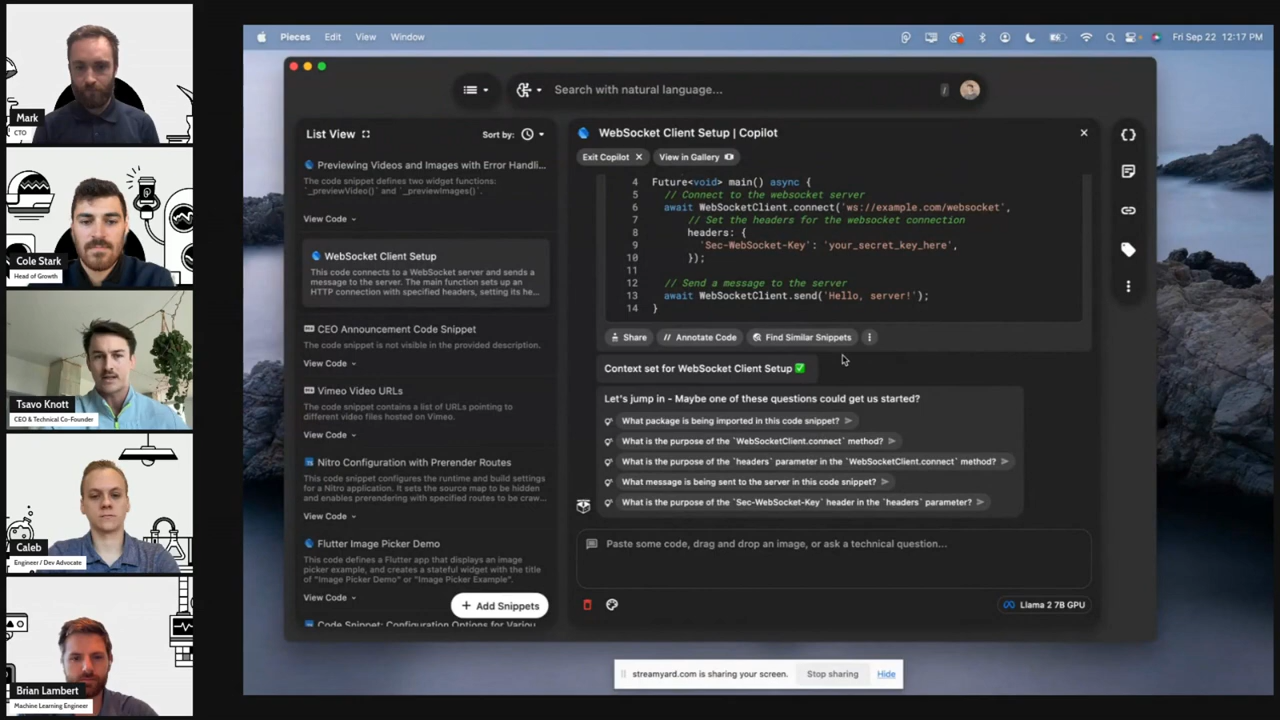 Mark
CTO
Cole Stark
Head of Growth
Tsavo Knott
CEO & Technical Co-Founder
Caleb
Engineer / Dev Advocate
Brian Lambert
Machine Learning Engineer
Pieces Edit View Window
Fri Sep 22 12:17 PM
Search with natural language...
/
List View
Sort by:
Previewing Videos and Images with Error Handli...
The code snippet defines two widget functions:
`_previewVideo()` and `_previewImages()`.
View Code
WebSocket Client Setup
This code connects to a WebSocket server and sends a
message to the server. The main function sets up an
HTTP connection with specified headers, setting its he...
CEO Announcement Code Snippet
The code snippet is not visible in the provided description.
View Code
Vimeo Video URLs
The code snippet contains a list of URLs pointing to
different video files hosted on Vimeo.
View Code
Nitro Configuration with Prerender Routes
This code snippet configures the runtime and build settings
for a Nitro application. It sets the source map to be hidden
and enables prerendering with specified routes to be craw...
View Code
Flutter Image Picker Demo
This code defines a Flutter app that displays an image
picker example, and creates a stateful widget with the title
of "Image Picker Demo" or "Image Picker Example".
View Code
Code Snippet: Configuration Options for Variou...
+ Add Snippets
WebSocket Client Setup | Copilot
Exit Copilot
View in Gallery
4 Future<void> main() async {
5 // Connect to the websocket server
6 await WebSocketClient.connect('ws://example.com/websocket',
7 // Set the headers for the websocket connection
8 headers: {
9 'Sec-WebSocket-Key': 'your_secret_key_here',
10 });
11
12 // Send a message to the server
13 await WebSocketClient.send('Hello, server!');
14 }
Share
// Annotate Code
Find Similar Snippets
Context set for WebSocket Client Setup ✅
Let's jump in - Maybe one of these questions could get us started?
What package is being imported in this code snippet?
What is the purpose of the `WebSocketClient.connect` method?
What is the purpose of the `headers` parameter in the `WebSocketClient.connect` method?
What message is being sent to the server in this code snippet?
What is the purpose of the `Sec-WebSocket-Key` header in the `headers` parameter?
Paste some code, drag and drop an image, or ask a technical question...
Llama 2 7B GPU
streamyard.com is sharing your screen.
Stop sharing
Hide